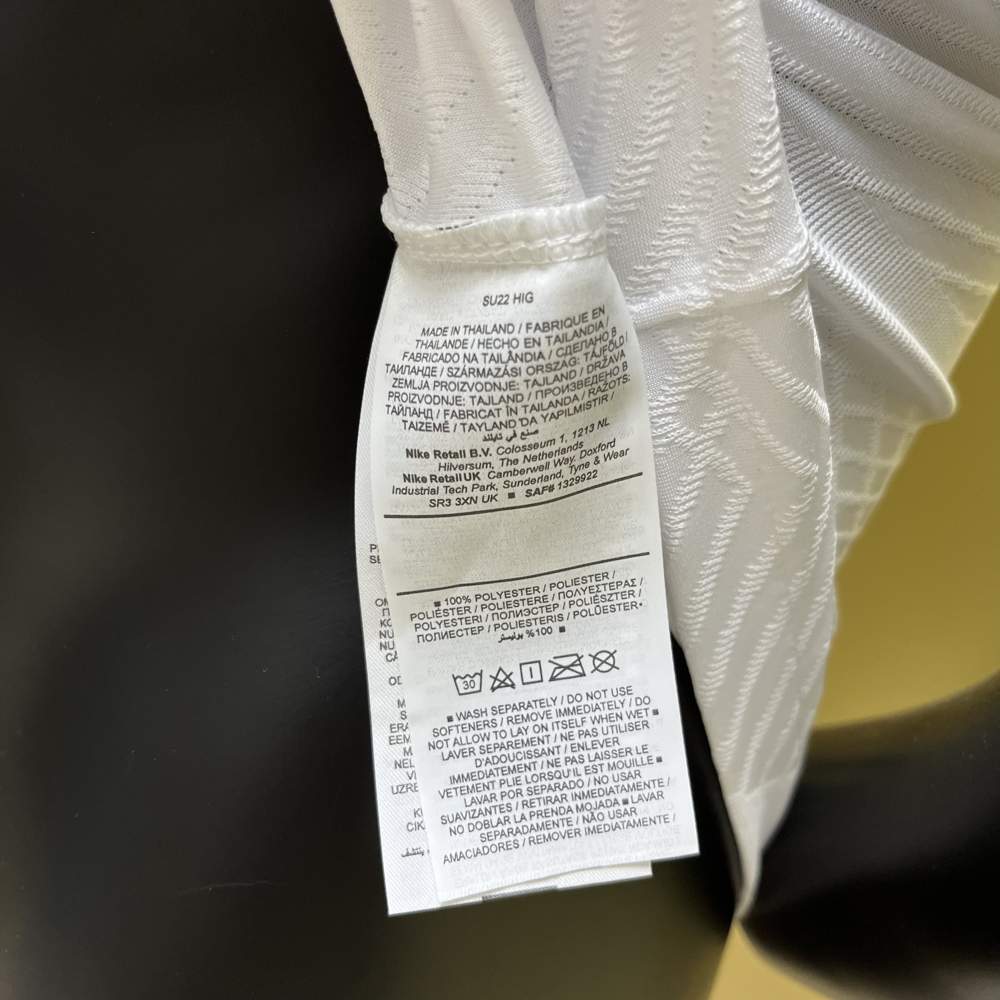 SU22 HIG
MADE IN THAILAND / FABRIQUE EN
THAILANDE / HECHO EN TAILANDIA /
FABRICADO NA TAILÂNDIA / СДЕЛАНО В
ТАИЛАНДЕ / SZÁRMAZÁSI ORSZÁG: TÁJFÖLD /
ZEMLJA PROIZVODNJE: TAJLAND / DRŽAVA
PROIZVODNJE: TAJLAND / ПРОИЗВЕДЕНО В
ТАЙЛАНД / FABRICAT ÎN TAILANDA / RAŽOTS:
TAIZEMĒ / TAYLAND'DA YAPILMISTIR /
صنع في تايلند
Nike Retail B.V. Colosseum 1, 1213 NL
Hilversum, The Netherlands
Nike Retail UK Camberwell Way, Doxford
Industrial Tech Park, Sunderland, Tyne & Wear
SR3 3XN UK ■ SAF# 1329922
■ 100% POLYESTER / POLIESTER /
POLIÉSTER / POLIESTERE / ΠΟΛΥΕΣΤΕΡΑΣ /
POLYESTERI / ПОЛИЭСТЕР / POLIÉSZTER /
ПОЛИЕСТЕР / POLIESTERIS / POLÜESTER•
%100 بوليستر ■
30
■ WASH SEPARATELY / DO NOT USE
SOFTENERS / REMOVE IMMEDIATELY / DO
NOT ALLOW TO LAY ON ITSELF WHEN WET ■
LAVER SEPAREMENT / NE PAS UTILISER
D'ADOUCISSANT / ENLEVER
IMMEDIATEMENT / NE PAS LAISSER LE
VETEMENT PLIE LORSQU'IL EST MOUILLE ■
LAVAR POR SEPARADO / NO USAR
SUAVIZANTES / RETIRAR INMEDIATAMENTE /
NO DOBLAR LA PRENDA MOJADA ■ LAVAR
SEPARADAMENTE / NÃO USAR
AMACIADORES / REMOVER IMEDIATAMENTE /